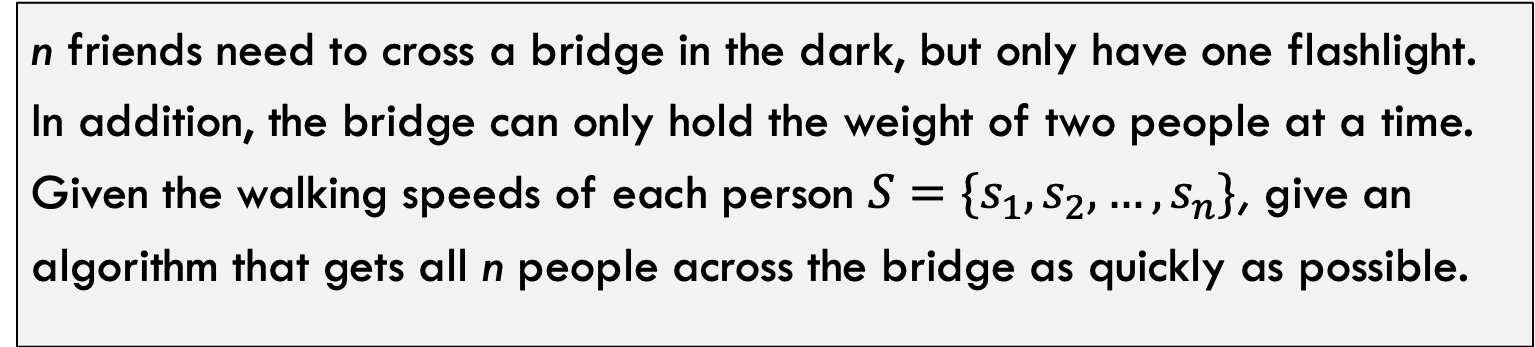 n friends need to cross a bridge in the dark, but only have one flashlight.
In addition, the bridge can only hold the weight of two people at a time.
Given the walking speeds of each person S = {s₁, s₂, … , sₙ}, give an
algorithm that gets all n people across the bridge as quickly as possible.